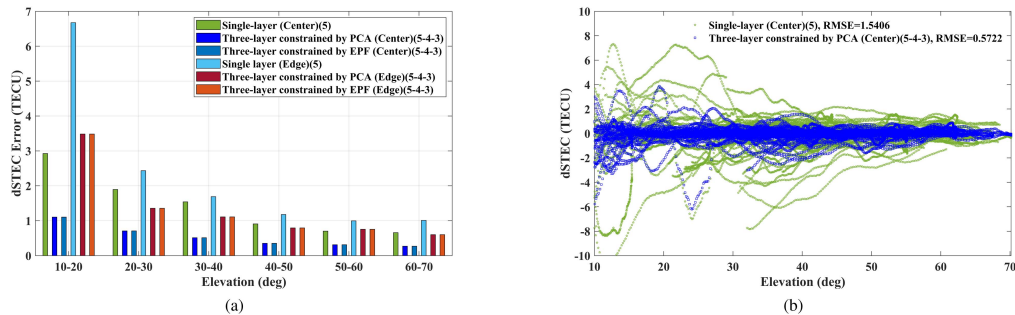 7
6
5
4
3
2
1
0
dSTEC Error (TECU)
Single-layer (Center)(5)
Three-layer constrained by PCA (Center)(5-4-3)
Three-layer constrained by EPF (Center)(5-4-3)
Single layer (Edge)(5)
Three-layer constrained by PCA (Edge)(5-4-3)
Three-layer constrained by EPF (Edge)(5-4-3)
10-20 20-30 30-40 40-50 50-60 60-70
Elevation (deg)
(a)
10
8
6
4
2
0
-2
-4
-6
-8
-10
dSTEC (TECU)
Single-layer (Center)(5), RMSE=1.5406
Three-layer constrained by PCA (Center)(5-4-3), RMSE=0.5722
10 20 30 40 50 60 70
Elevation (deg)
(b)